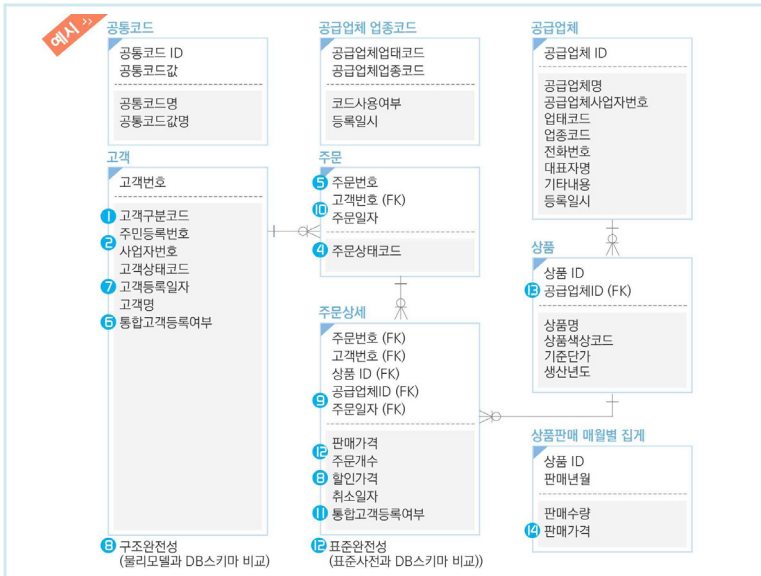 예시
공통코드
공통코드 ID
공통코드값
공통코드명
공통코드값명
공급업체 업종코드
공급업체업태코드
공급업체업종코드
코드사용여부
등록일시
공급업체
공급업체 ID
공급업체명
공급업체사업자번호
업태코드
업종코드
전화번호
대표자명
기타내용
등록일시
고객
고객번호
1 고객구분코드
주민등록번호
2
사업자번호
고객상태코드
7 고객등록일자
고객명
6 통합고객등록여부
주문
5 주문번호
고객번호 (FK)
10
주문일자
4 주문상태코드
상품
상품 ID
13 공급업체ID (FK)
상품명
상품색상코드
기준단가
생산년도
주문상세
주문번호 (FK)
고객번호 (FK)
상품 ID (FK)
공급업체ID (FK)
9
주문일자 (FK)
판매가격
12
주문개수
8 할인가격
취소일자
11 통합고객등록여부
상품판매 매월별 집게
상품 ID
판매년월
판매수량
14 판매가격
8 구조완전성
(물리모델과 DB스키마 비교)
12 표준완전성
(표준사전과 DB스키마 비교))